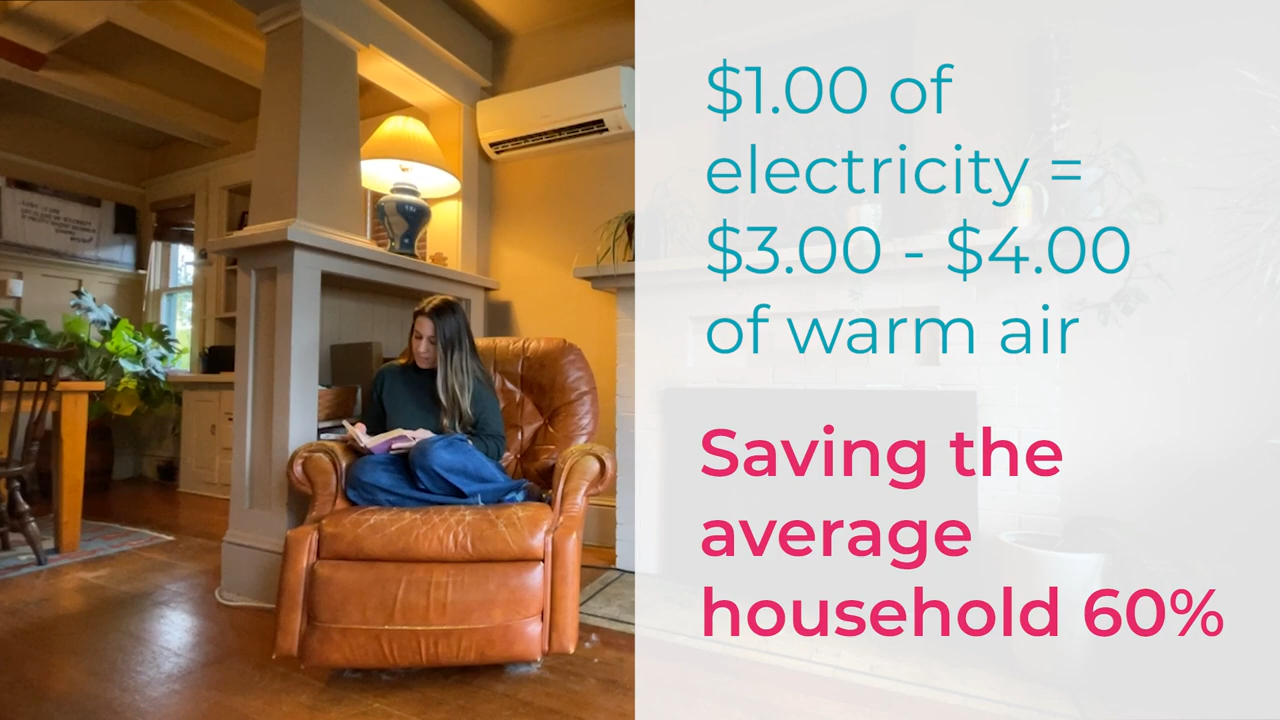 $1.00 of
electricity =
$3.00 - $4.00
of warm air
Saving the
average
household 60%